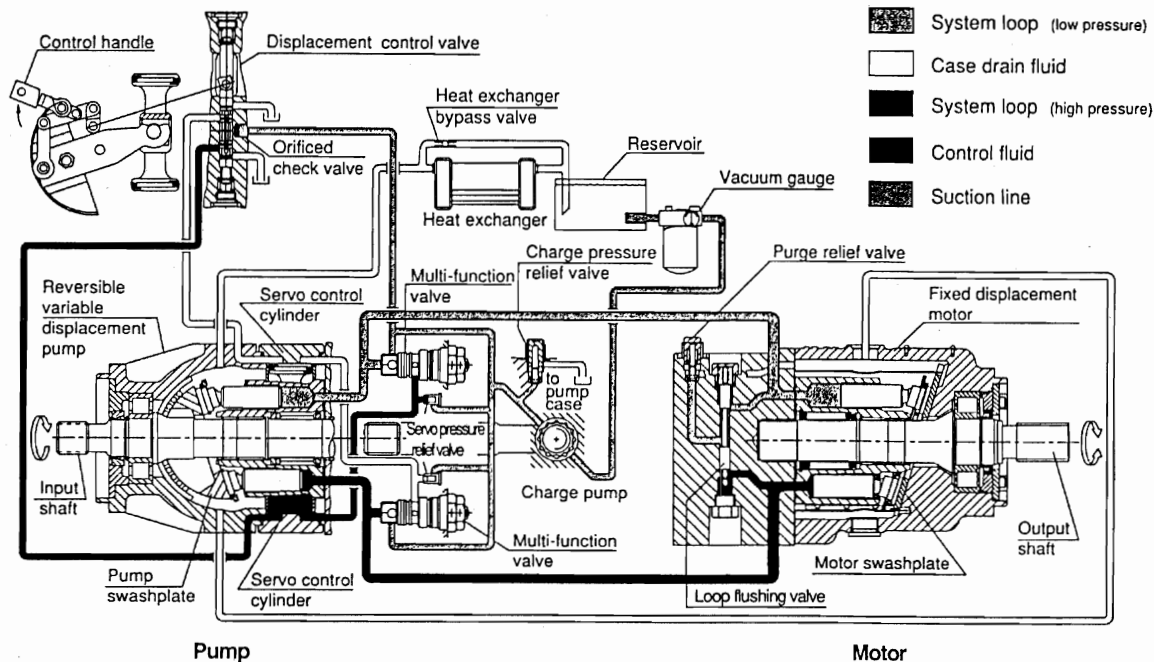 Control handle
Displacement control valve
Heat exchanger
bypass valve
Orificed
check valve
Reservoir
Heat exchanger
Vacuum gauge
System loop (low pressure)
Case drain fluid
System loop (high pressure)
Control fluid
Suction line
Reversible
variable
displacement
pump
Servo control
cylinder
Multi-function
valve
Charge pressure
relief valve
Purge relief valve
Fixed displacement
motor
to
pump
case
Servo pressure
relief valve
Input
shaft
Charge pump
Output
shaft
Pump
swashplate
Servo control
cylinder
Multi-function
valve
Motor swashplate
Loop flushing valve
Pump
Motor